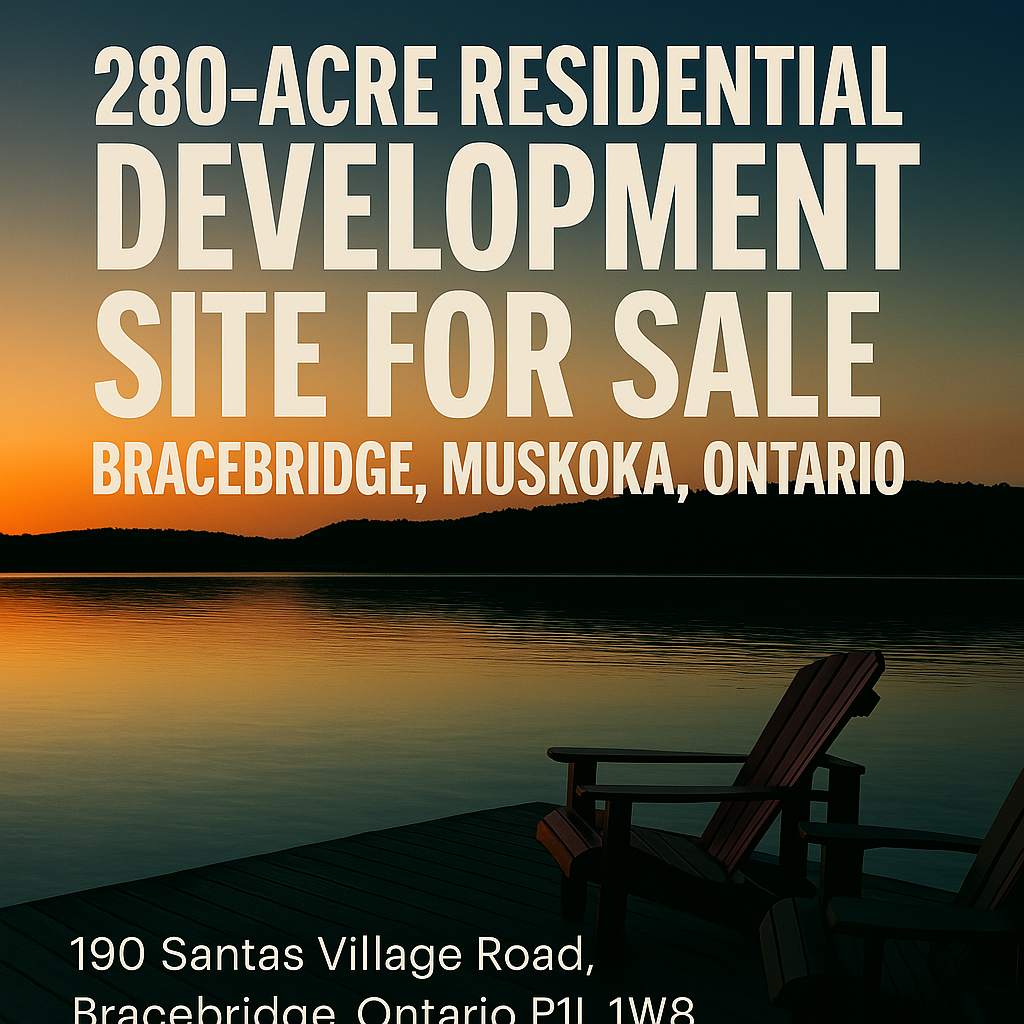 280-ACRE RESIDENTIAL
DEVELOPMENT
SITE FOR SALE
BRACEBRIDGE, MUSKOKA, ONTARIO
190 Santas Village Road,
Bracebridge, Ontario P1L 1W8